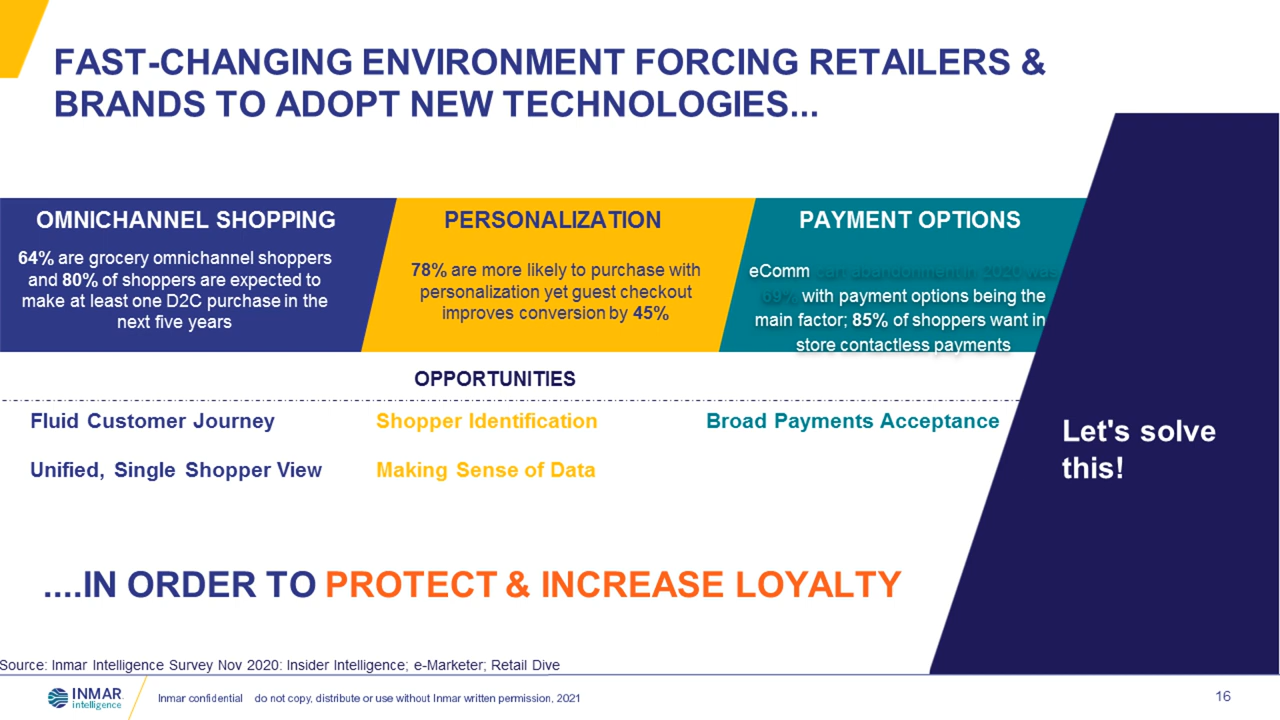 FAST-CHANGING ENVIRONMENT FORCING RETAILERS &
BRANDS TO ADOPT NEW TECHNOLOGIES...
OMNICHANNEL SHOPPING
64% are grocery omnichannel shoppers
and 80% of shoppers are expected to
make at least one D2C purchase in the
next five years
PERSONALIZATION
78% are more likely to purchase with
personalization yet guest checkout
improves conversion by 45%
PAYMENT OPTIONS
eComm cart abandonment in 2020 was
69% with payment options being the
main factor; 85% of shoppers want in
store contactless payments
OPPORTUNITIES
Fluid Customer Journey
Unified, Single Shopper View
Shopper Identification
Making Sense of Data
Broad Payments Acceptance
Let's solve
this!
....IN ORDER TO PROTECT & INCREASE LOYALTY
Source: Inmar Intelligence Survey Nov 2020: Insider Intelligence; e-Marketer; Retail Dive
INMAR
intelligence
Inmar confidential do not copy, distribute or use without Inmar written permission, 2021
16